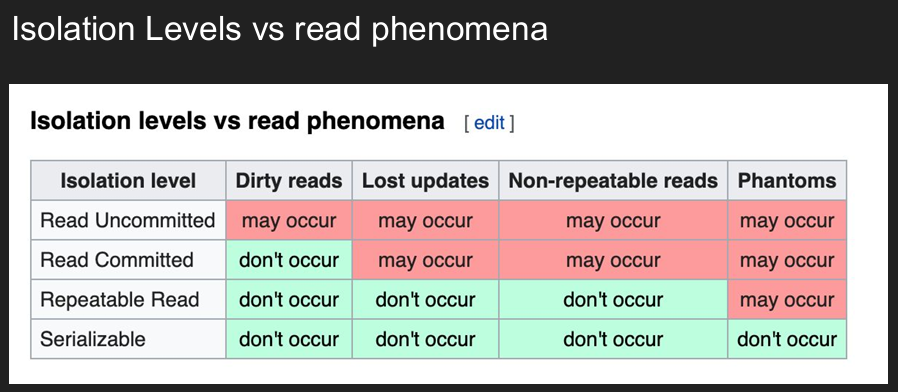 Isolation Levels vs read phenomena
Isolation levels vs read phenomena [ edit ]
Isolation level Dirty reads Lost updates Non-repeatable reads Phantoms
Read Uncommitted may occur may occur may occur may occur
Read Committed don't occur may occur may occur may occur
Repeatable Read don't occur don't occur don't occur may occur
Serializable don't occur don't occur don't occur don't occur